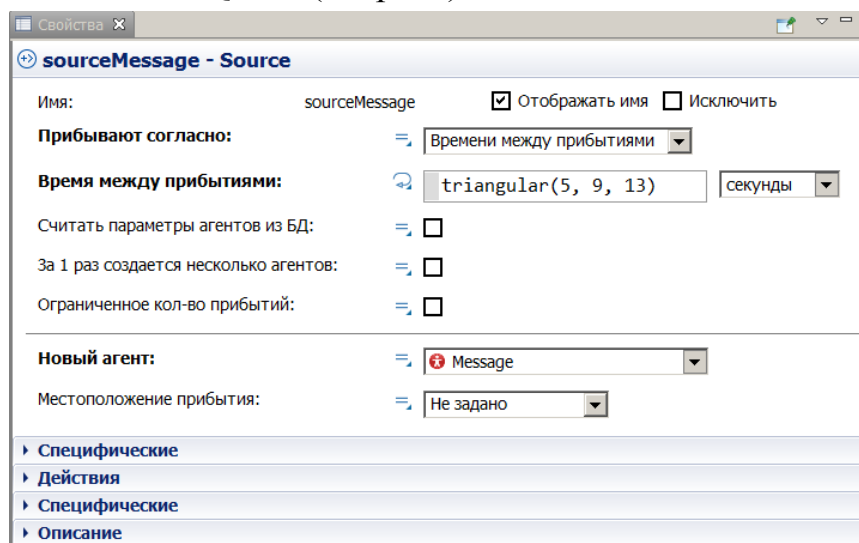 Свойства
sourceMessage - Source
Имя: sourceMessage Отображать имя Исключить
Прибывают согласно: Времени между прибытиями
Время между прибытиями: triangular(5, 9, 13) секунды
Считать параметры агентов из БД:
За 1 раз создается несколько агентов:
Ограниченное кол-во прибытий:
Новый агент: Message
Местоположение прибытия: Не задано
Специфические
Действия
Специфические
Описание